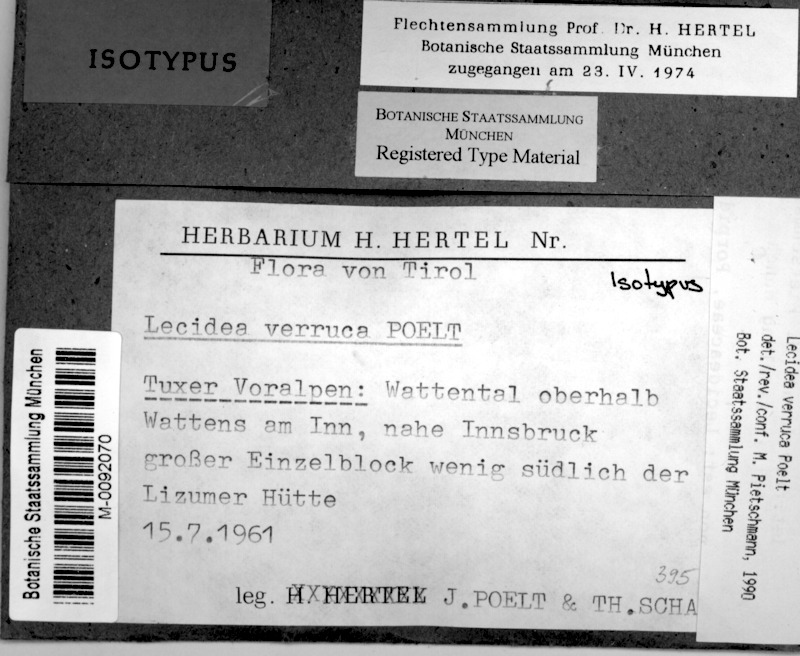 ISOTYPUS
Flechtensammlung Prof. Dr. H. HERTEL
Botanische Staatssammlung München
zugegangen am 23. IV. 1974
BOTANISCHE STAATSSAMMLUNG
MÜNCHEN
Registered Type Material
HERBARIUM H. HERTEL Nr.
Flora von Tirol
Isotypus
Lecidea verruca POELT
Tuxer Voralpen: Wattental oberhalb
Wattens am Inn, nahe Innsbruck
großer Einzelblock wenig südlich der
Lizumer Hütte
15.7.1961
395
leg. H. HERTEL J.POELT & TH.SCHA
Botanische Staatssammlung München
M-0092070
Lecidea verruca Poelt
det./rev./conf. M. Pietschmann, 1990
Bot. Staatssammlung München